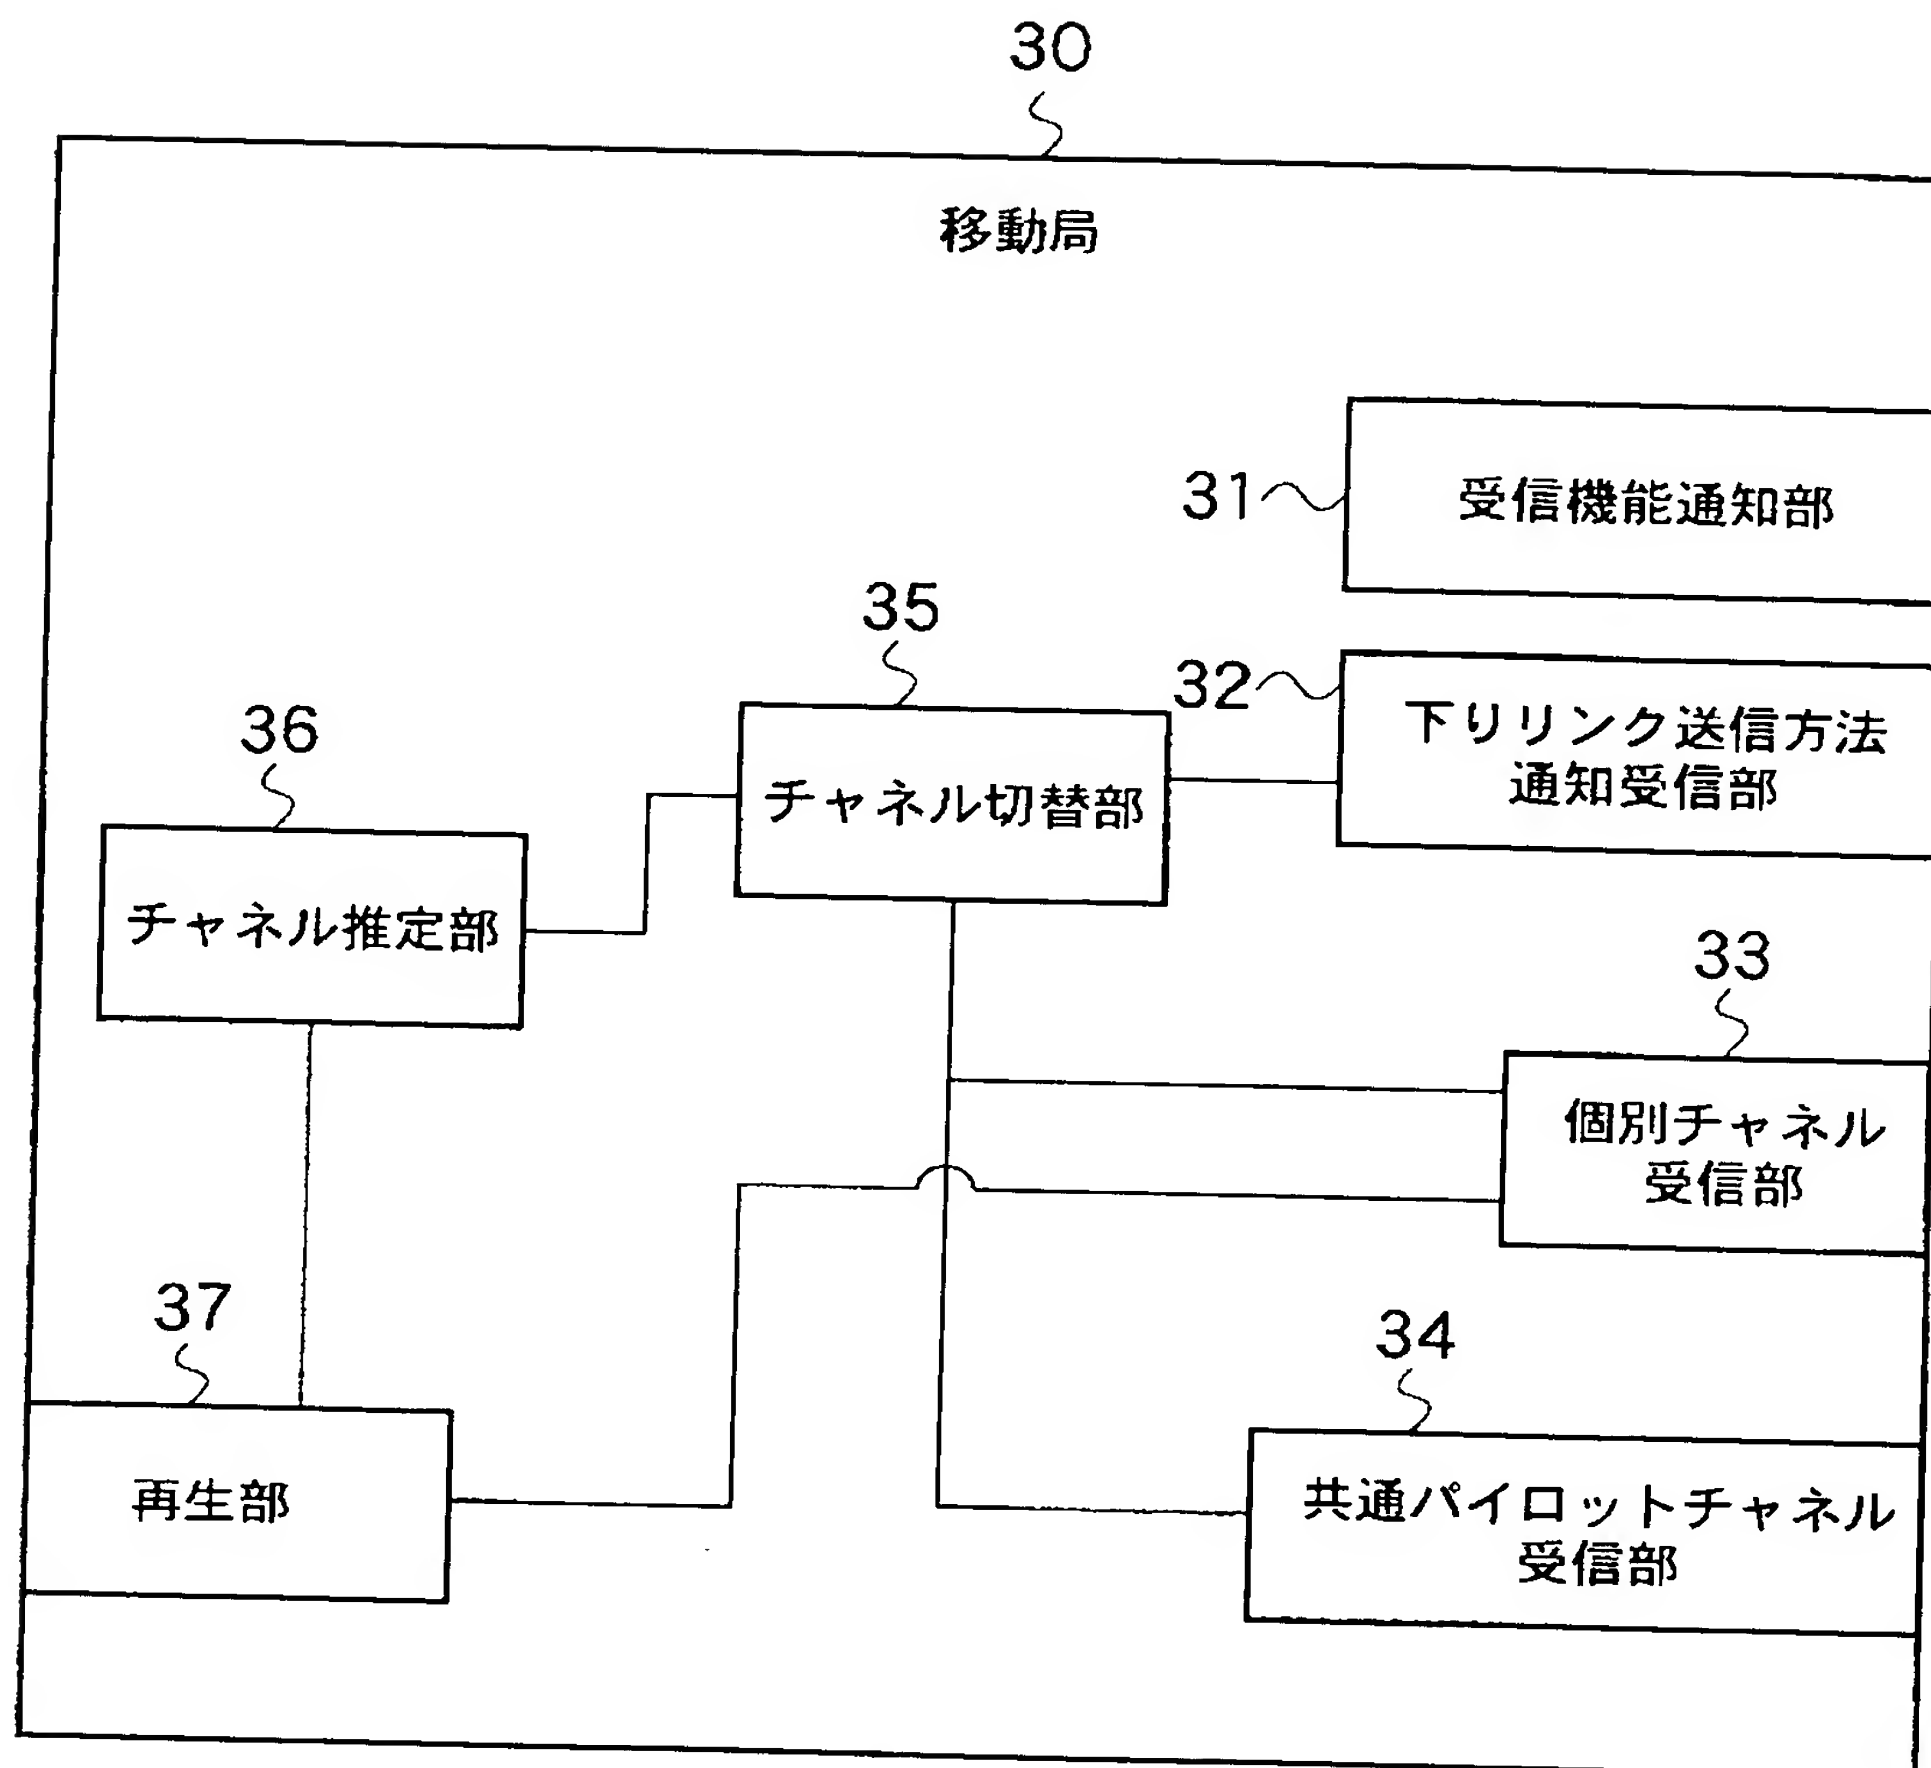 30
移動局
31
受信機能通知部
35
32
下りリンク送信方法
通知受信部
36
チャネル切替部
チャネル推定部
33
個別チャネル
受信部
37
34
再生部
共通パイロットチャネル
受信部